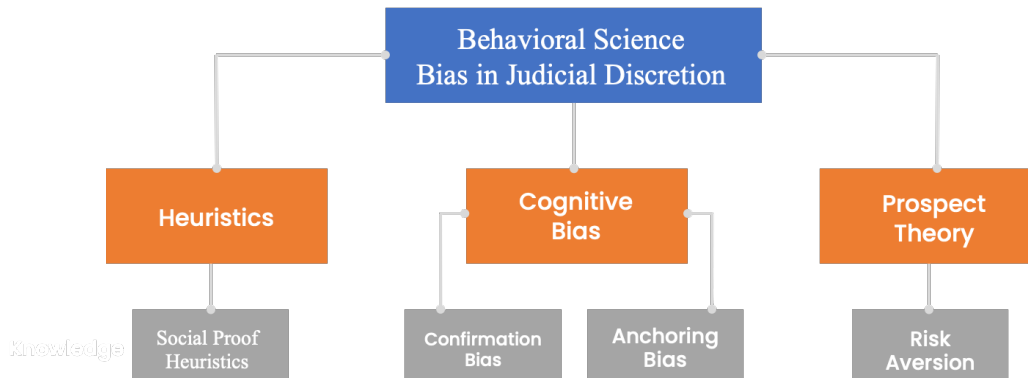 Behavioral Science
Bias in Judicial Discretion
Heuristics
Cognitive
Bias
Prospect
Theory
Knowledge
Social Proof
Heuristics
Confirmation
Bias
Anchoring
Bias
Risk
Aversion